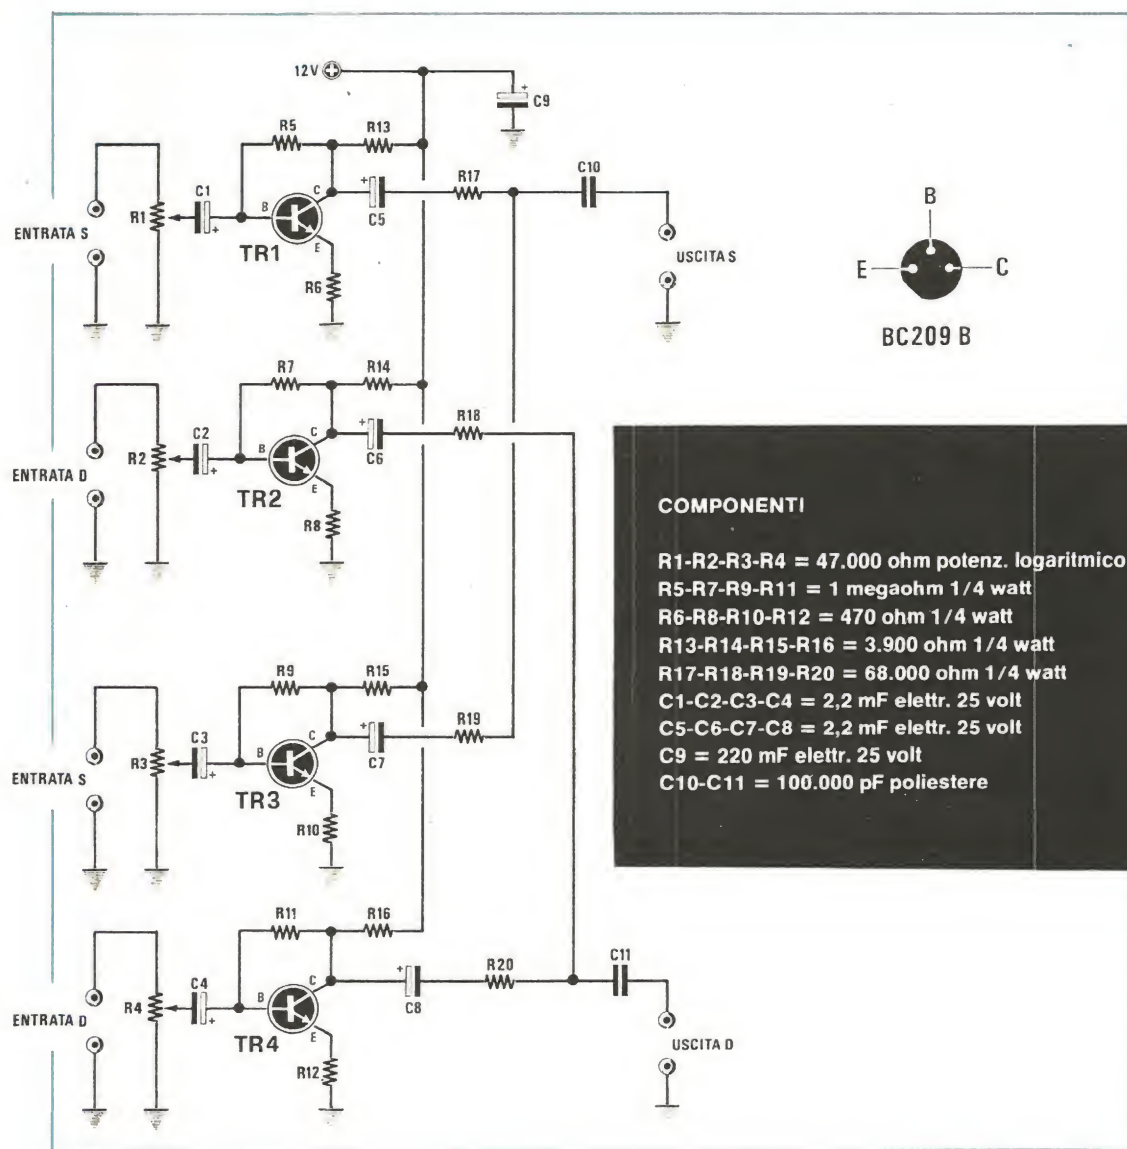 12V
+
+
C9
R5
R13
C10
C1
C
+
R17
B
R1
+
B
C5
ENTRATA S
TR1
E
USCITA S
E
C
R6
BC209 B
R7
R14
R18
C2
C
+
R2
+
B
C6
ENTRATA D
TR2
E
R8
COMPONENTI
R1-R2-R3-R4 = 47.000 ohm potenz. logaritmico
R5-R7-R9-R11 = 1 megaohm 1/4 watt
R6-R8-R10-R12 = 470 ohm 1/4 watt
R13-R14-R15-R16 = 3.900 ohm 1/4 watt
R17-R18-R19-R20 = 68.000 ohm 1/4 watt
C1-C2-C3-C4 = 2,2 mF elettr. 25 volt
C5-C6-C7-C8 = 2,2 mF elettr. 25 volt
C9 = 220 mF elettr. 25 volt
C10-C11 = 100.000 pF poliestere
R9
R15
R19
C3
C
+
R3
+
B
C7
ENTRATA S
TR3
E
R10
R11
R16
C11
C4
C
+
R20
R4
+
B
C8
ENTRATA D
TR4
E
USCITA D
R12